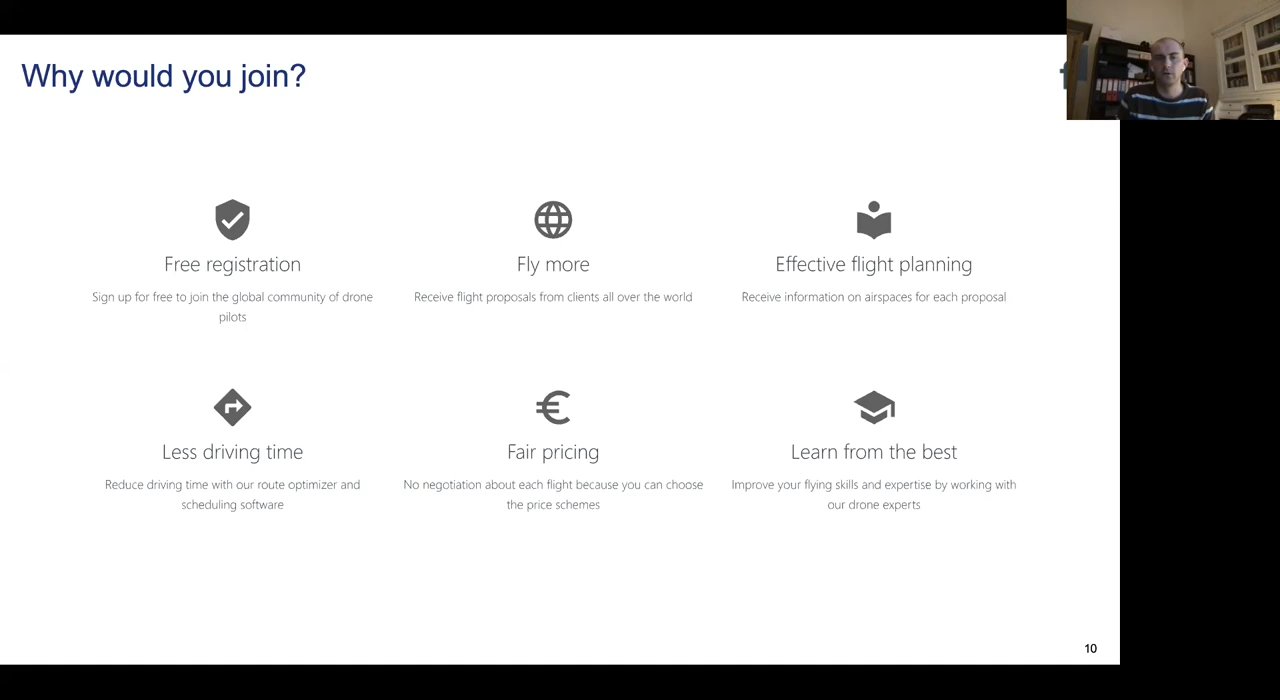 Why would you join?
Free registration
Sign up for free to join the global community of drone
pilots
Fly more
Receive flight proposals from clients all over the world
Effective flight planning
Receive information on airspaces for each proposal
Less driving time
Reduce driving time with our route optimizer and
scheduling software
Fair pricing
No negotiation about each flight because you can choose
the price schemes
Learn from the best
Improve your flying skills and expertise by working with
our drone experts
10